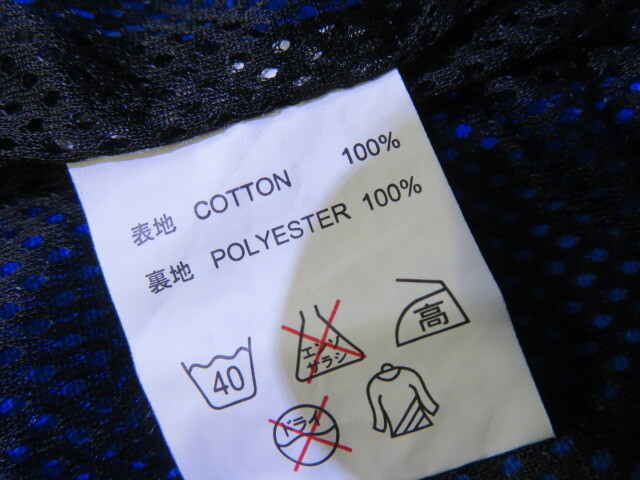 表地 COTTON 100%
裏地 POLYESTER 100%
40
エンソ
サラシ
高
ドライ